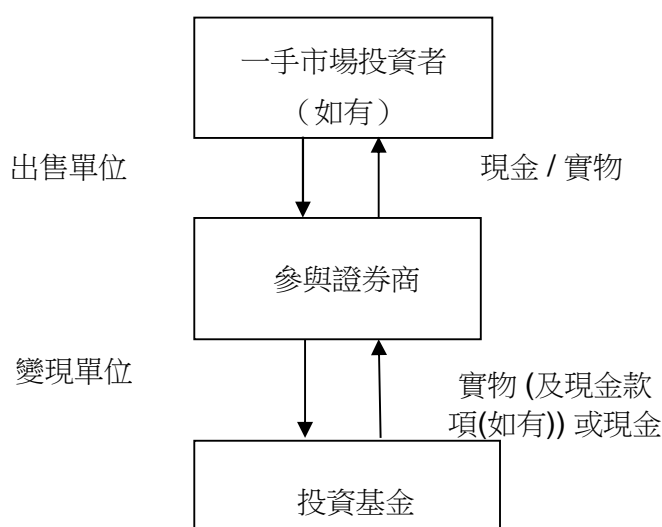 一手市場投資者
（如有）
出售單位
現金 / 實物
參與證券商
變現單位
實物 (及現金款
項(如有)) 或現金
投資基金